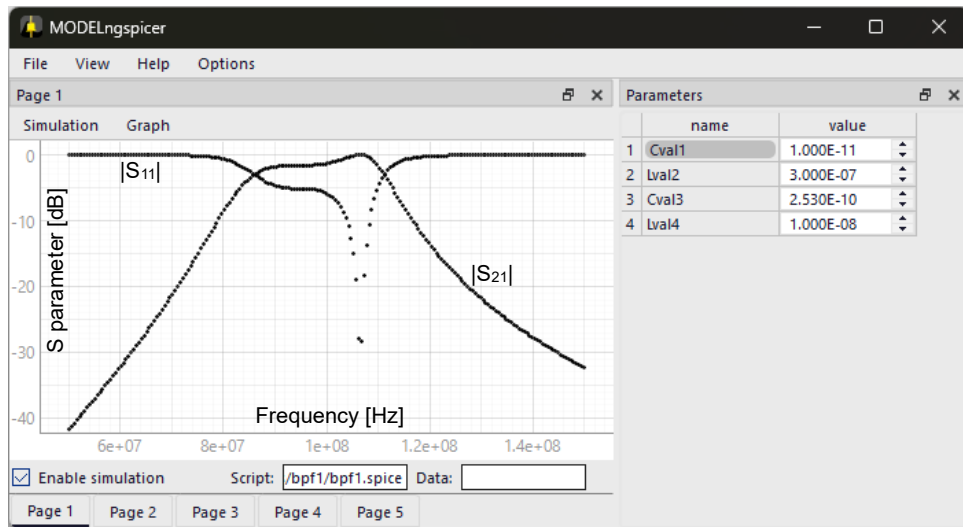 MODELngspicer
File View Help Options
Page 1
Simulation Graph
0
-10
-20
-30
-40
S parameter [dB]
|S₁₁|
|S₂₁|
Frequency [Hz]
6e+07 8e+07 1e+08 1.2e+08 1.4e+08
Enable simulation Script: /bpf1/bpf1.spice Data:
Page 1 Page 2 Page 3 Page 4 Page 5
Parameters
name value
1 Cval1 1.000E-11
2 Lval2 3.000E-07
3 Cval3 2.530E-10
4 Lval4 1.000E-08